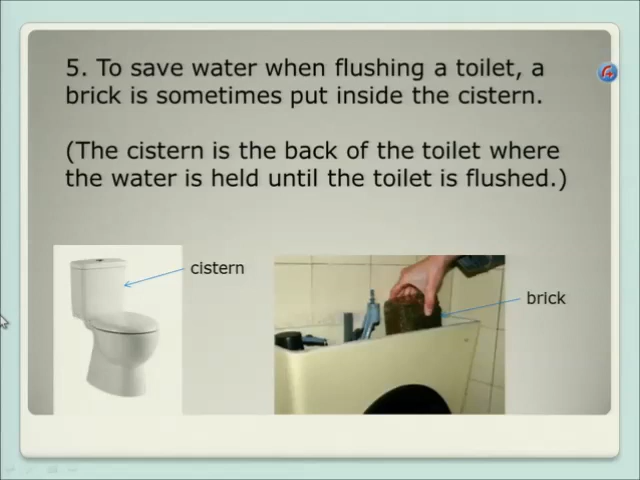 5. To save water when flushing a toilet, a
brick is sometimes put inside the cistern.
(The cistern is the back of the toilet where
the water is held until the toilet is flushed.)
cistern
brick